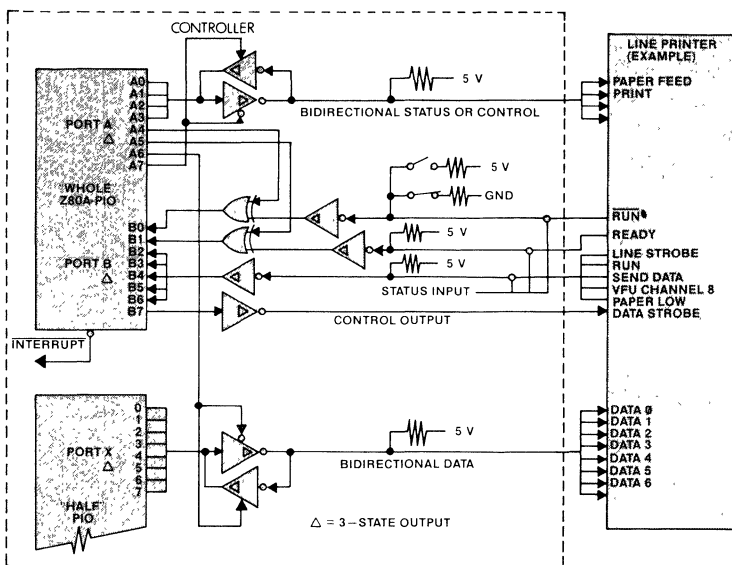 CONTROLLER
LINE PRINTER
(EXAMPLE)
A0
A1
A2
A3
A4
A5
A6
A7
PORT A
△
WHOLE
Z80A-PIO
B0
B1
B2
B3
B4
B5
B6
B7
PORT B
△
INTERRUPT
5 V
BIDIRECTIONAL STATUS OR CONTROL
PAPER FEED
PRINT
5 V
GND
5 V
5 V
STATUS INPUT
CONTROL OUTPUT
RUN
READY
LINE STROBE
RUN
SEND DATA
VFU CHANNEL 8
PAPER LOW
DATA STROBE
0
1
2
3
4
5
6
7
PORT X
△
HALF
PIO
5 V
BIDIRECTIONAL DATA
△ = 3–STATE OUTPUT
DATA Ø
DATA 1
DATA 2
DATA 3
DATA 4
DATA 5
DATA 6